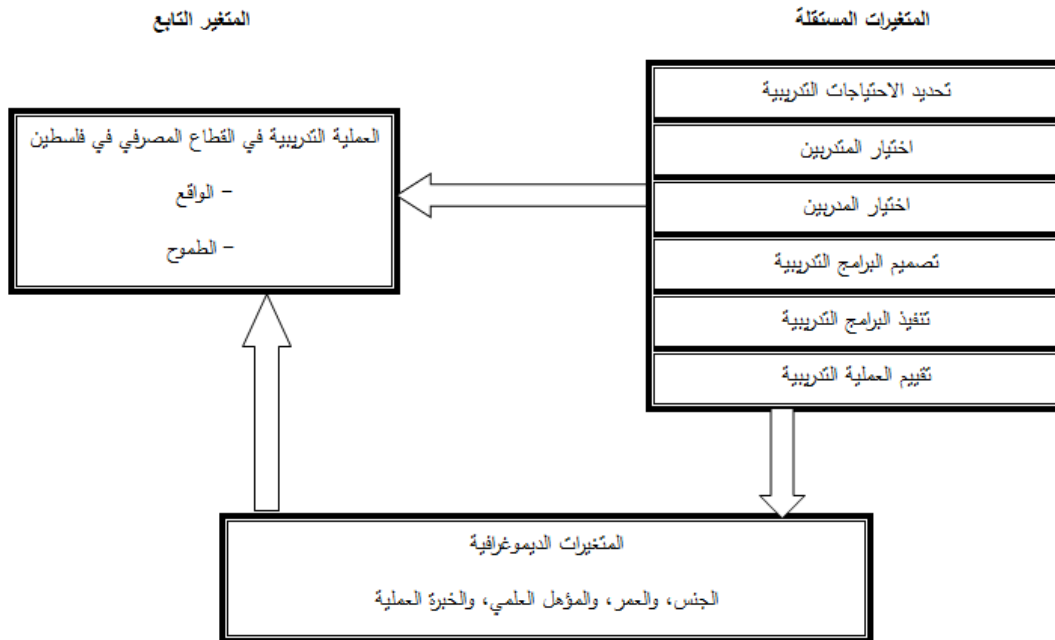 المتغيرات المستقلة
المتغير التابع
تحديد الاحتياجات التدريبية
اختيار المتدربين
اختيار المدربين
تصميم البرامج التدريبية
تنفيذ البرامج التدريبية
تقييم العملية التدريبية
العملية التدريبية في القطاع المصرفي في فلسطين
- الواقع
- الطموح
المتغيرات الديموغرافية
الجنس، والعمر، والمؤهل العلمي، والخبرة العملية